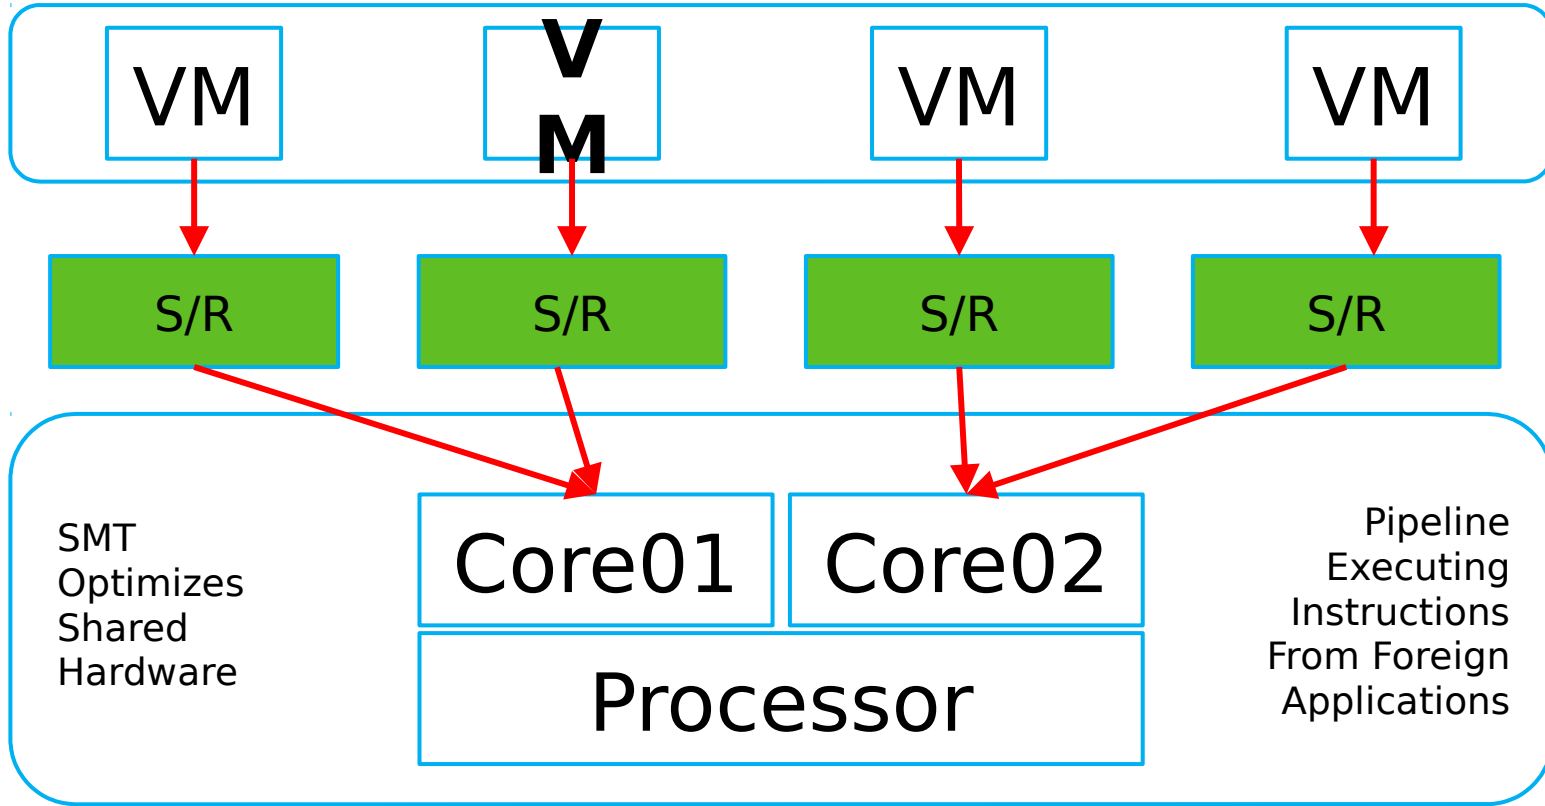 VM
V
M
VM
VM
S/R
S/R
S/R
S/R
SMT
Optimizes
Shared
Hardware
Core01
Core02
Processor
Pipeline
Executing
Instructions
From Foreign
Applications